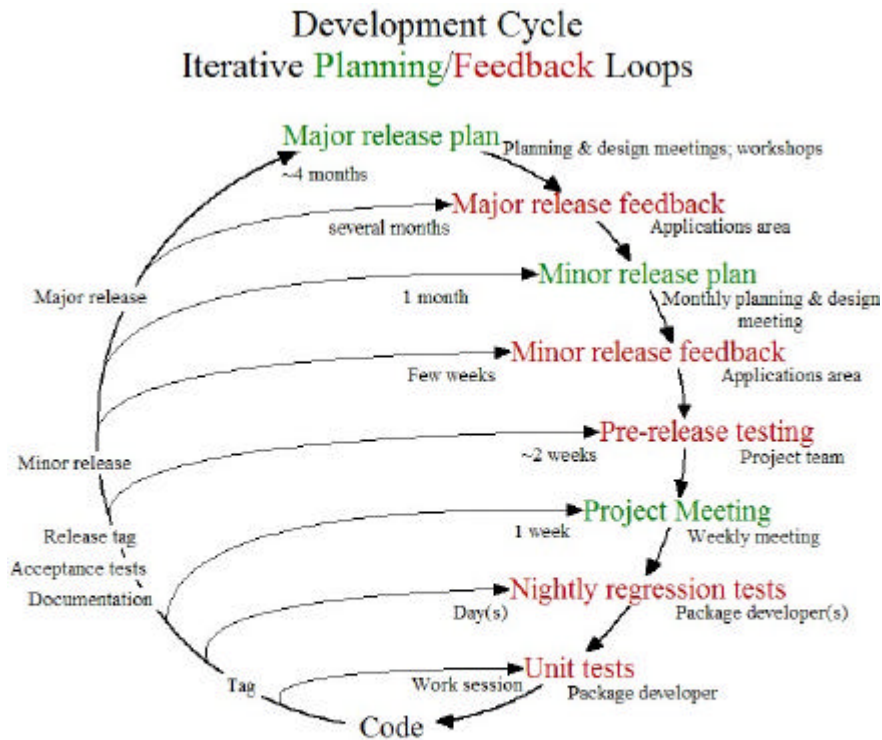 Development Cycle
Iterative Planning/Feedback Loops
Major release plan
Planning & design meetings; workshops
~4 months
Major release feedback
several months
Applications area
Minor release plan
Major release
1 month
Monthly planning & design
meeting
Minor release feedback
Few weeks
Applications area
Pre-release testing
Minor release
~2 weeks
Project team
Project Meeting
Release tag
1 week
Weekly meeting
Acceptance tests
Nightly regression tests
Documentation
Day(s)
Package developer(s)
Unit tests
Tag
Work session
Package developer
Code